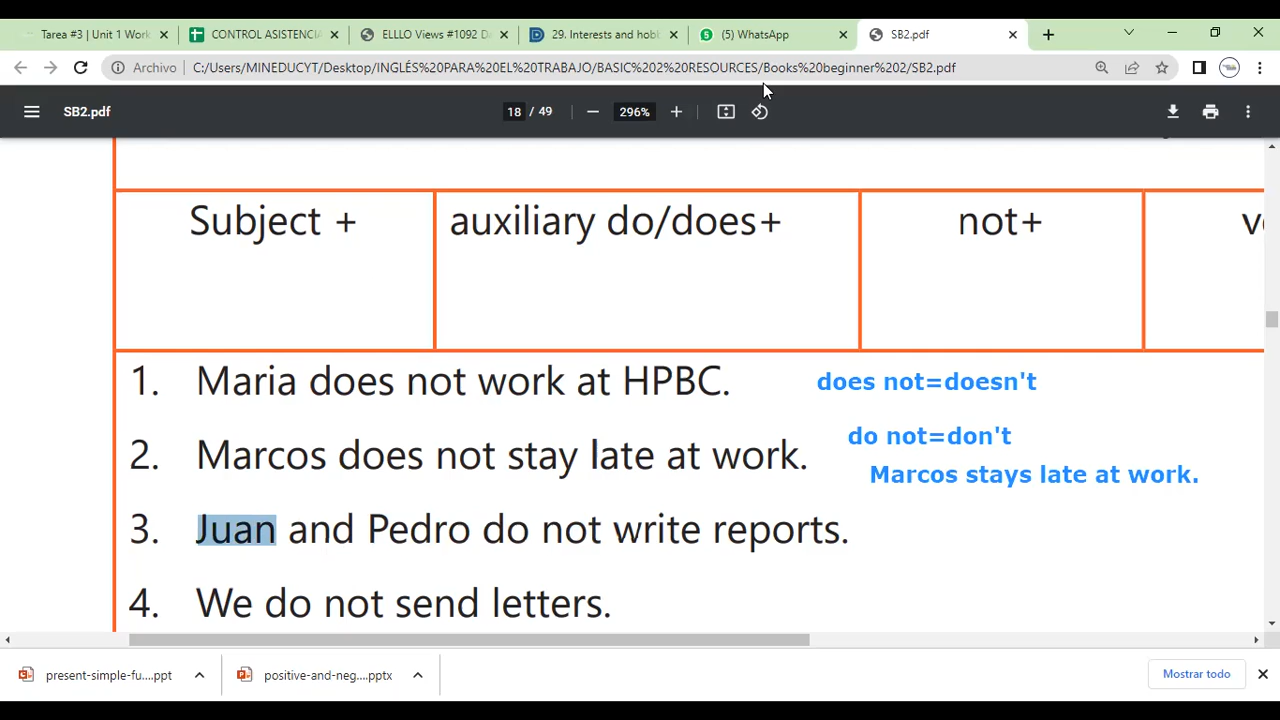 Tarea #3 | Unit 1 Work
CONTROL ASISTENCIA
ELLLO Views #1092 D
29. Interests and hobb
(5) WhatsApp
SB2.pdf
Archivo
C:/Users/MINEDUCYT/Desktop/INGLÉS%20PARA%20EL%20TRABAJO/BASIC%202%20RESOURCES/Books%20beginner%202/SB2.pdf
SB2.pdf
18 / 49
296%
Subject +
auxiliary do/does+
not+
1. Maria does not work at HPBC.
does not=doesn't
do not=don't
2. Marcos does not stay late at work.
Marcos stays late at work.
3. Juan and Pedro do not write reports.
4. We do not send letters.
present-simple-fu....ppt
positive-and-neg....pptx
Mostrar todo